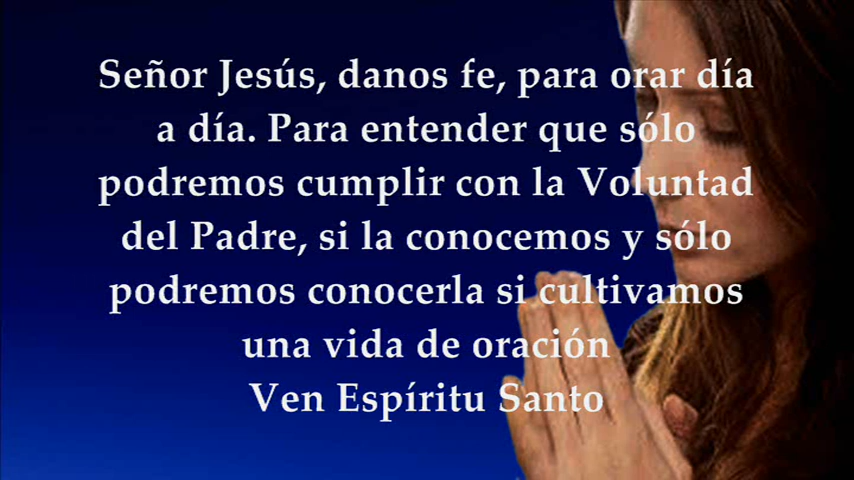 Señor Jesús, danos fe, para orar día
a día. Para entender que sólo
podremos cumplir con la Voluntad
del Padre, si la conocemos y sólo
podremos conocerla si cultivamos
una vida de oración
Ven Espíritu Santo